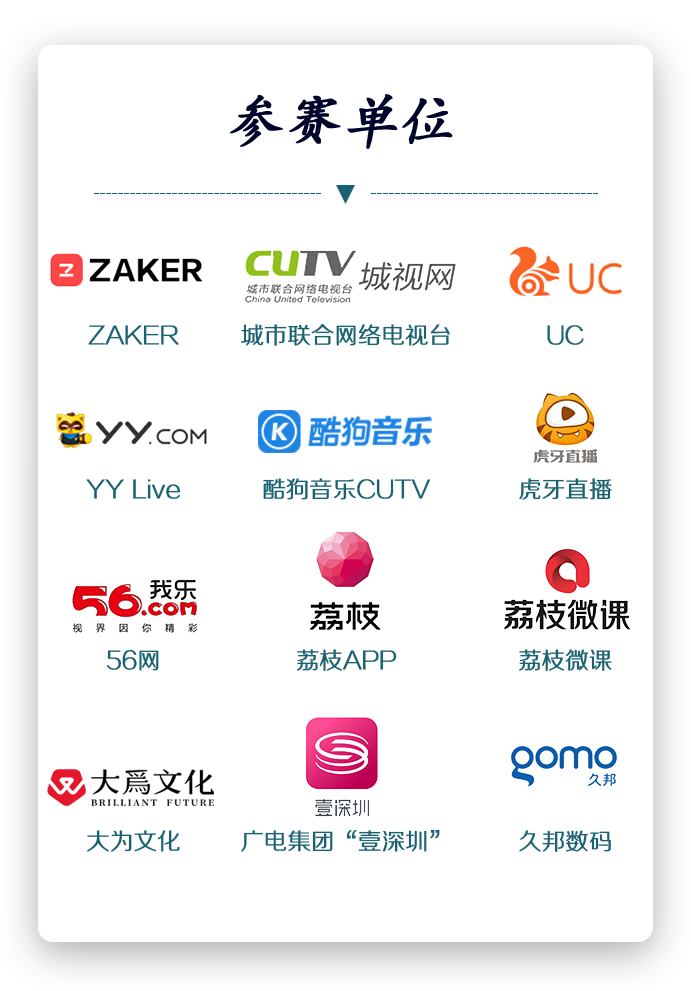 参赛单位
ZAKER
CUTV 城视网
城市联合网络电视台
China United Television
UC
ZAKER
城市联合网络电视台
UC
YY.COM
K 酷狗音乐
虎牙直播
YY Live
酷狗音乐CUTV
虎牙直播
56.com 我乐
视界因你精彩
荔枝
荔枝微课
56网
荔枝APP
荔枝微课
大爲文化
BRILLIANT FUTURE
壹深圳
gomo
久邦
大为文化
广电集团“壹深圳”
久邦数码